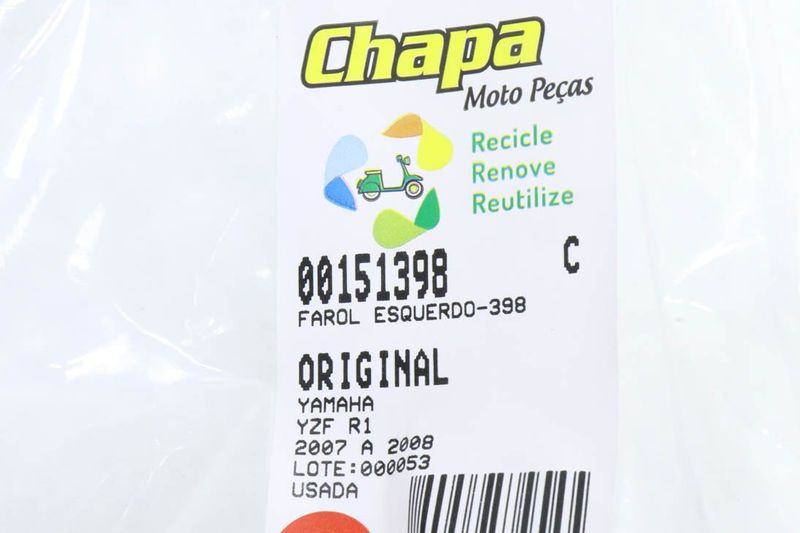 Chapa
Moto Peças
Recicle
Renove
Reutilize
00151398 C
FAROL ESQUERDO-398
ORIGINAL
YAMAHA
YZF R1
2007 A 2008
LOTE:000053
USADA